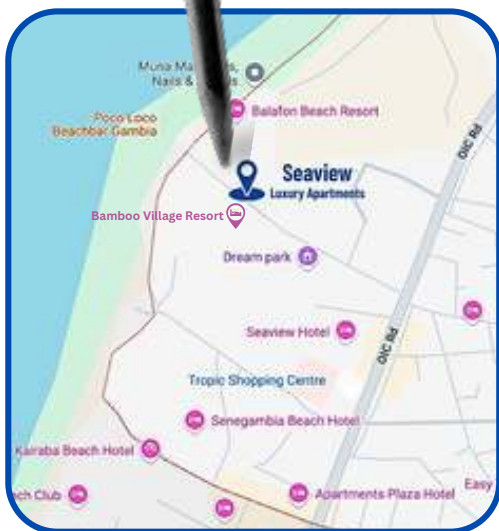 Muna
Nails &
Balafon Beach Resort
Poco Loco
Beachbar Gambia
OIC Rd
Seaview
Luxury Apartments
Bamboo Village Resort
Dream park
Seaview Hotel
OIC Rd
Tropic Shopping Centre
Senegambia Beach Hotel
Kairaba Beach Hotel
ch Club
Apartments Plaza Hotel
Easy